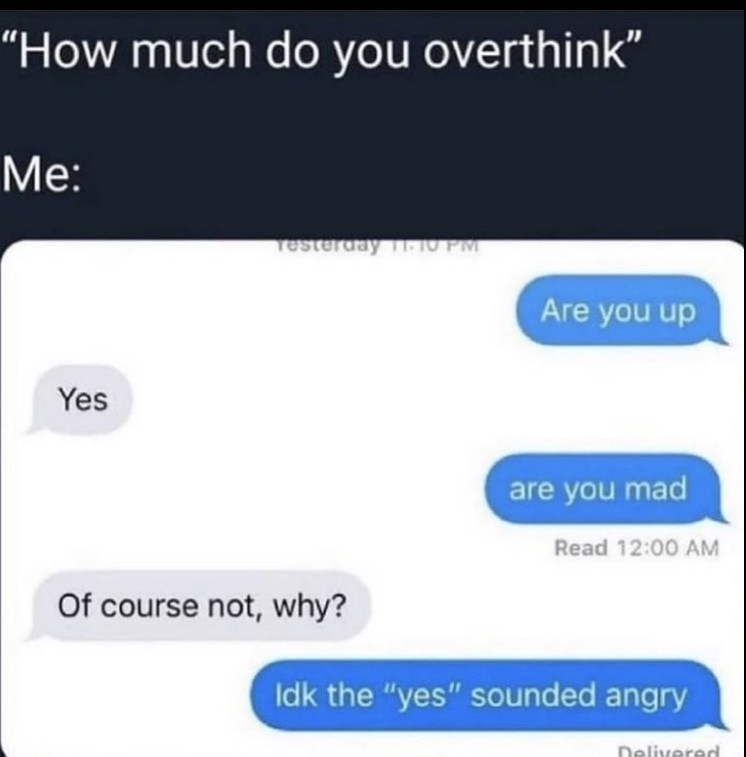 “How much do you overthink”
Me:
Yesterday 11:10 PM
Are you up
Yes
are you mad
Read 12:00 AM
Of course not, why?
Idk the “yes” sounded angry
Delivered